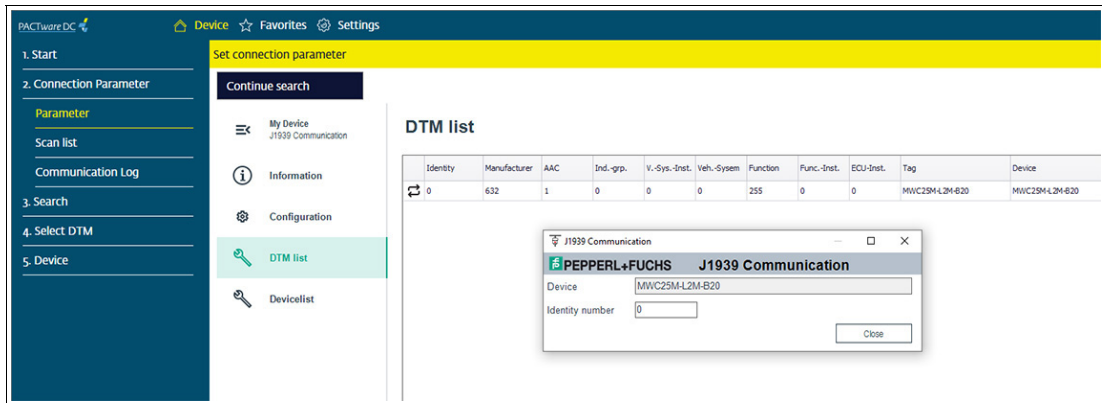 PACTware DC Device Favorites Settings
1. Start
2. Connection Parameter
Parameter
Scan list
Communication Log
3. Search
4. Select DTM
5. Device
Set connection parameter
Continue search
My Device
J1939 Communication
Information
Configuration
DTM list
Devicelist
DTM list
Identity Manufacturer AAC Ind.-grp. V.-Sys.-Inst. Veh.-Sysem Function Func.-Inst. ECU-Inst. Tag Device
0 632 1 0 0 0 255 0 0 MWC25M-L2M-B20 MWC25M-L2M-B20
J1939 Communication
PEPPERL+FUCHS J1939 Communication
Device MWC25M-L2M-B20
Identity number 0
Close